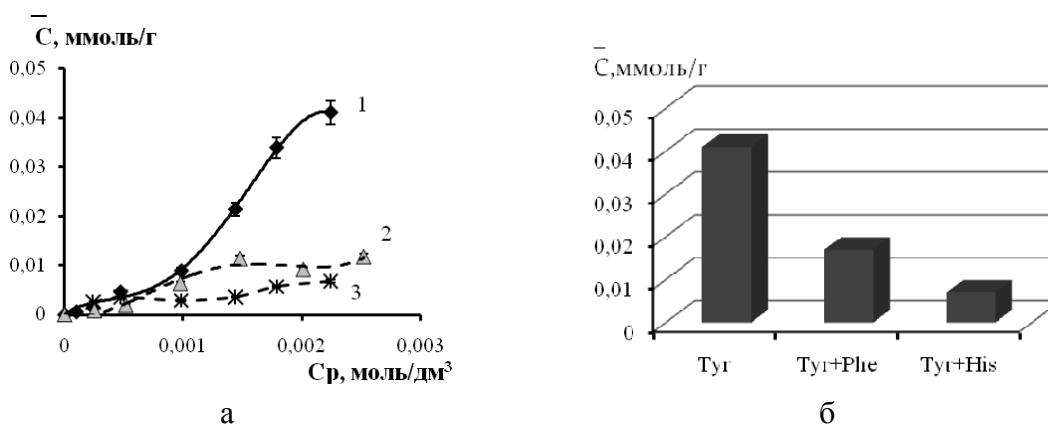 C̅, ммоль/г
0,05
0,04
0,03
0,02
0,01
0
0
0,001
0,002
0,003
Ср, моль/дм³
1
2
3
а
C̅,ммоль/г
0,05
0,04
0,03
0,02
0,01
0
Tyr
Tyr+Phe
Tyr+His
б